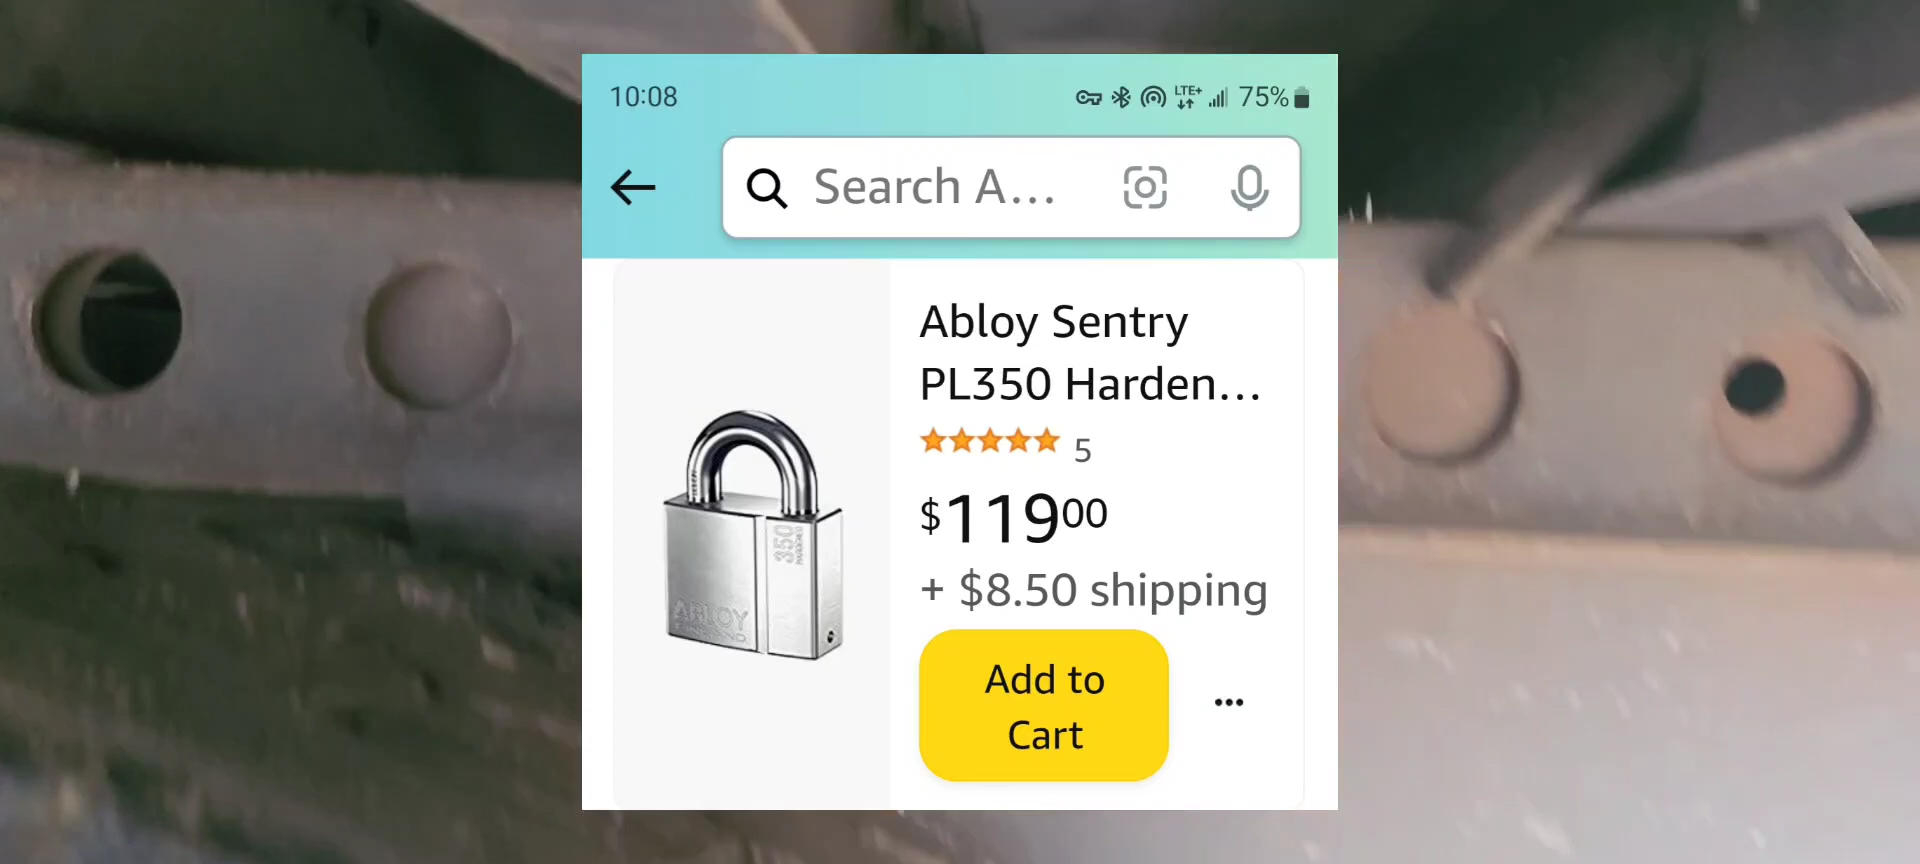 10:08
LTE+
75%
Search A...
Abloy Sentry
PL350 Harden...
5
$11900
+ $8.50 shipping
Add to
Cart
350
ABLOY